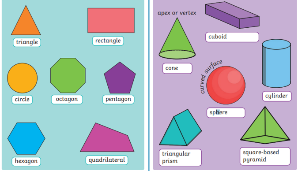 triangle
rectangle
circle
octagon
pentagon
hexagon
quadrilateral
apex or vertex
cone
cuboid
curved surface
sphere
cylinder
triangular
prism
square-based
pyramid